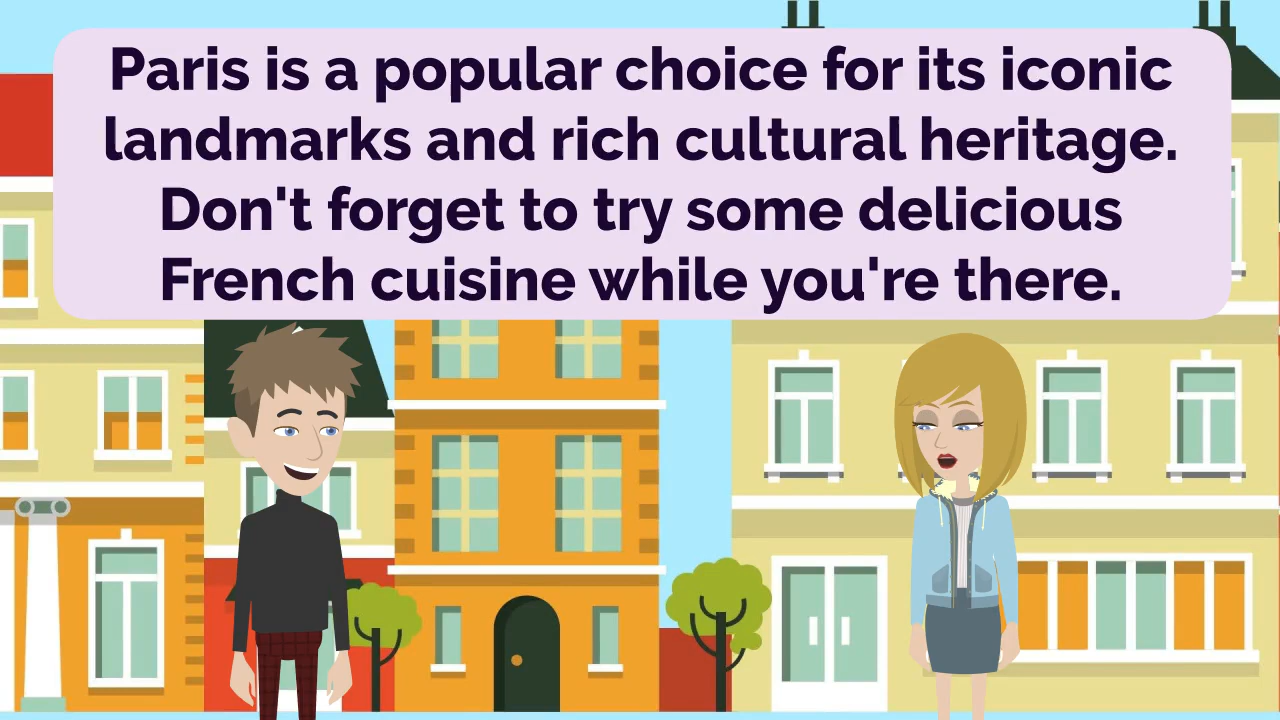 Paris is a popular choice for its iconic
landmarks and rich cultural heritage.
Don't forget to try some delicious
French cuisine while you're there.